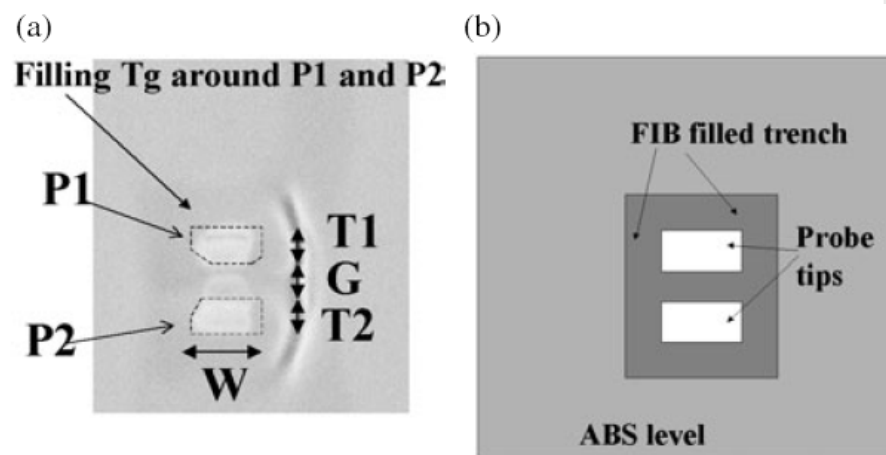 (a)
Filling Tg around P1 and P2
P1
T1
G
T2
P2
W
(b)
FIB filled trench
Probe
tips
ABS level